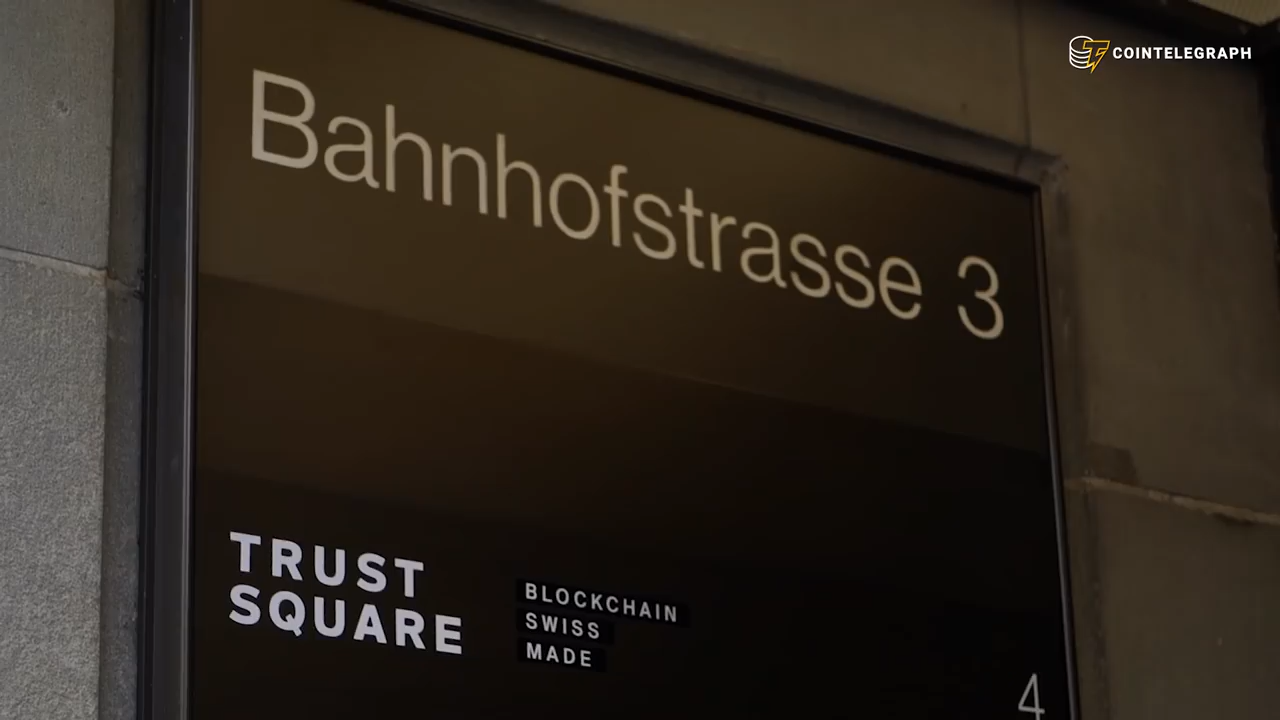 COINTELEGRAPH
Bahnhofstrasse 3
TRUST
SQUARE
BLOCKCHAIN
SWISS
MADE
4